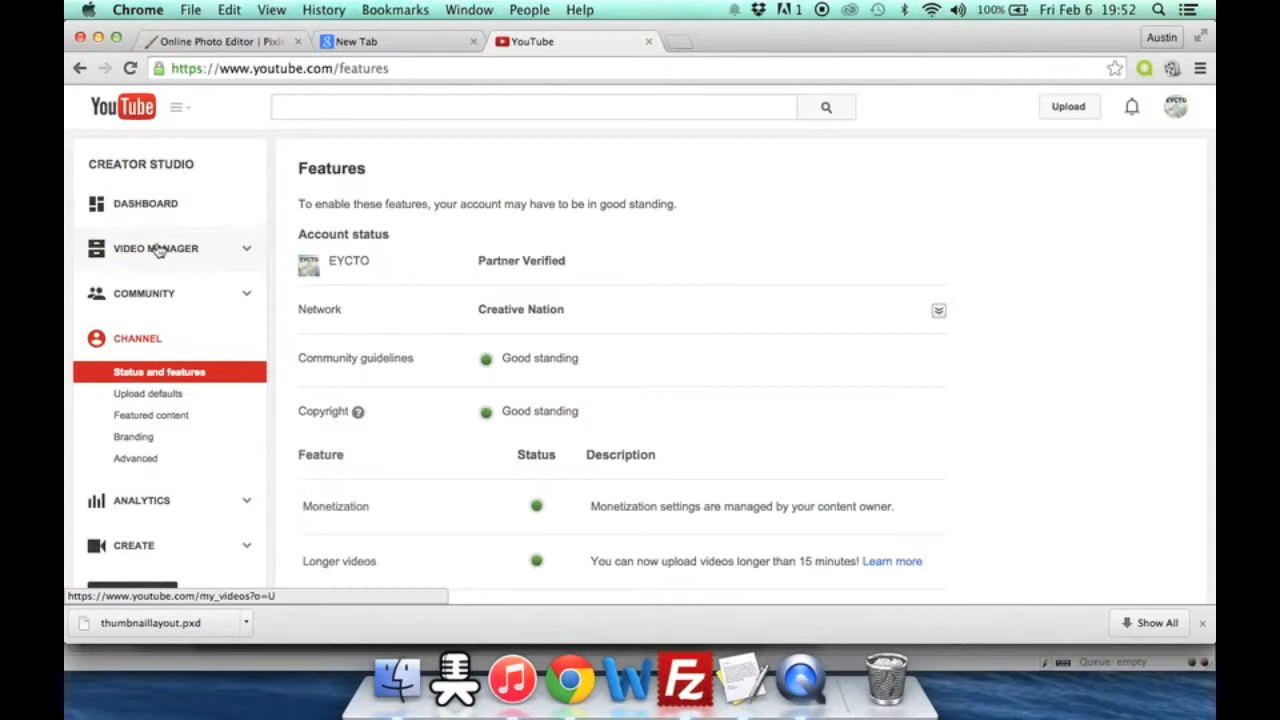 Chrome File Edit View History Bookmarks Window People Help 1 100% Fri Feb 6 19:52
Online Photo Editor | Pixlr New Tab YouTube Austin
https://www.youtube.com/features
YouTube Upload EYCTO
CREATOR STUDIO
DASHBOARD
VIDEO MANAGER
COMMUNITY
CHANNEL
Status and features
Upload defaults
Featured content
Branding
Advanced
ANALYTICS
CREATE
Features
To enable these features, your account may have to be in good standing.
Account status
EYCTO Partner Verified
Network Creative Nation
Community guidelines Good standing
Copyright ? Good standing
Feature Status Description
Monetization Monetization settings are managed by your content owner.
Longer videos You can now upload videos longer than 15 minutes! Learn more
https://www.youtube.com/my_videos?o=U
thumbnaillayout.pxd Show All
Queue: empty
W Fz